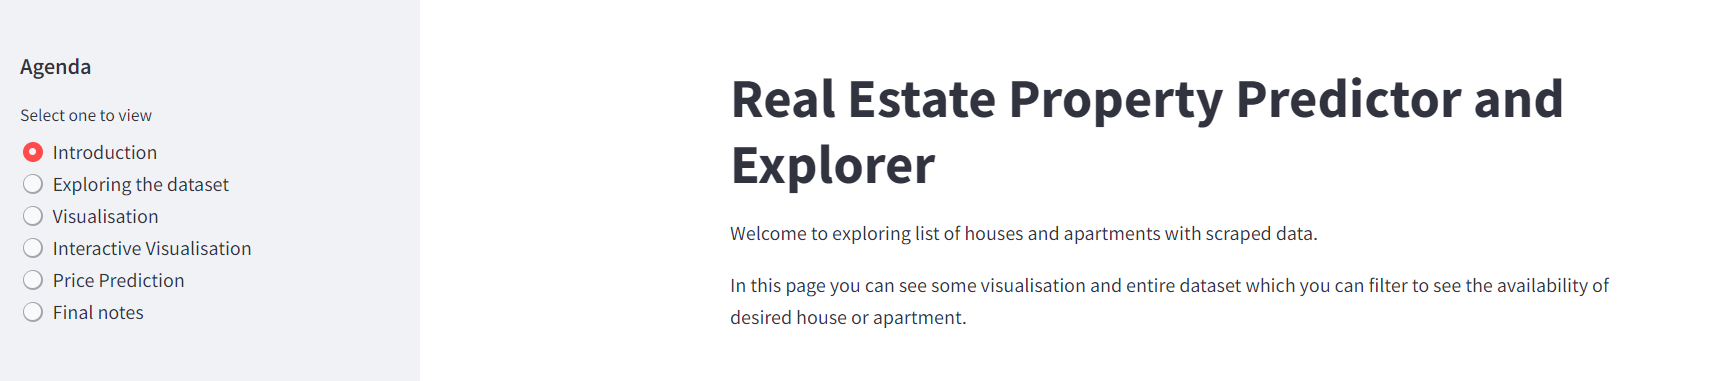 Agenda
Select one to view
Introduction
Exploring the dataset
Visualisation
Interactive Visualisation
Price Prediction
Final notes
Real Estate Property Predictor and
Explorer
Welcome to exploring list of houses and apartments with scraped data.
In this page you can see some visualisation and entire dataset which you can filter to see the availability of
desired house or apartment.